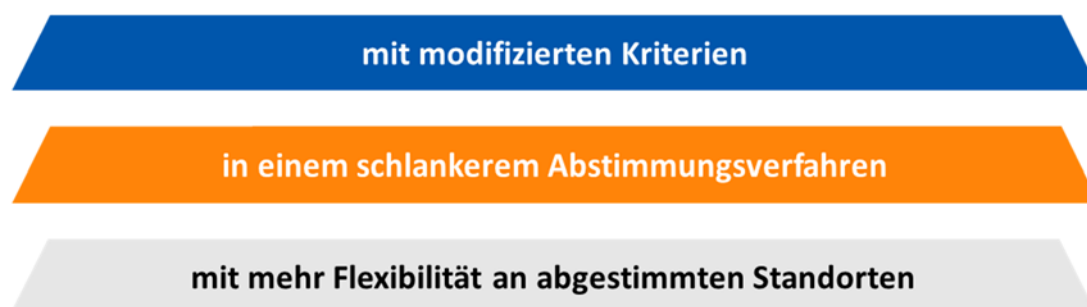 mit modifizierten Kriterien
in einem schlankerem Abstimmungsverfahren
mit mehr Flexibilität an abgestimmten Standorten